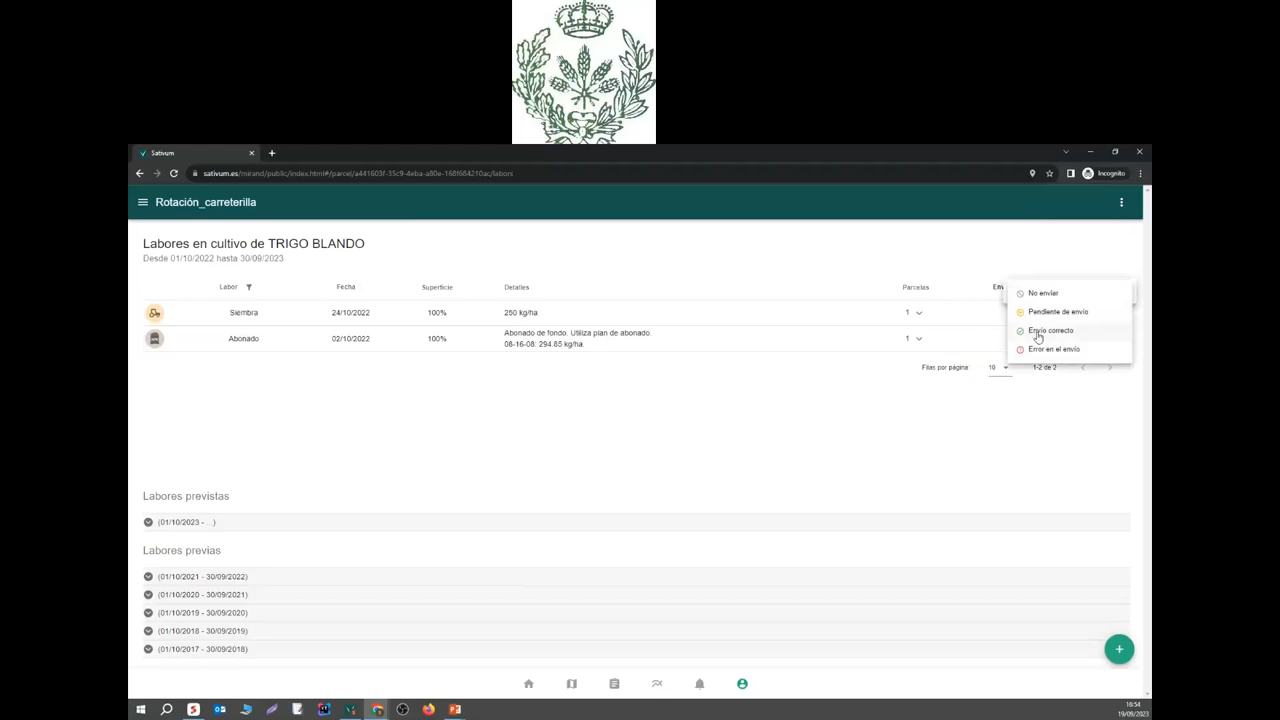 Sativum
sativum.es/mirand/public/index.html#/parcel/a441603f-35c9-4eba-a80e-168f684210ac/labors
Incognito
Rotación_carreterilla
Labores en cultivo de TRIGO BLANDO
Desde 01/10/2022 hasta 30/09/2023
Labor Fecha Superficie Detalles Parcelas
No enviar
Pendiente de envío
Envío correcto
Error en el envío
Siembra 24/10/2022 100% 250 kg/ha 1
Abonado 02/10/2022 100% Abonado de fondo. Utiliza plan de abonado. 1
08-16-08: 294.85 kg/ha.
Filas por página: 10 1-2 de 2
Labores previstas
(01/10/2023 - ...)
Labores previas
(01/10/2021 - 30/09/2022)
(01/10/2020 - 30/09/2021)
(01/10/2019 - 30/09/2020)
(01/10/2018 - 30/09/2019)
(01/10/2017 - 30/09/2018)
16:54
19/09/2023